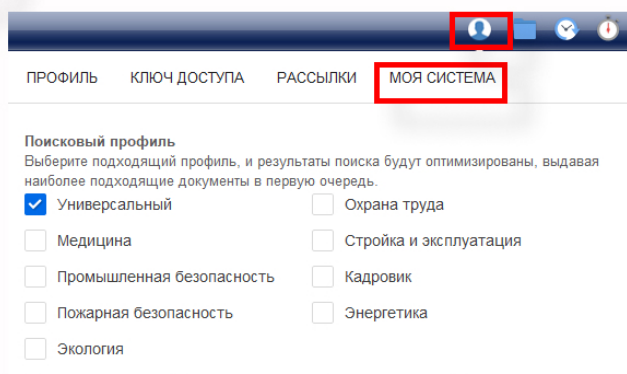 ПРОФИЛЬ КЛЮЧ ДОСТУПА РАССЫЛКИ МОЯ СИСТЕМА
Поисковый профиль
Выберите подходящий профиль, и результаты поиска будут оптимизированы, выдавая
наиболее подходящие документы в первую очередь.
Универсальный Охрана труда
Медицина Стройка и эксплуатация
Промышленная безопасность Кадровик
Пожарная безопасность Энергетика
Экология